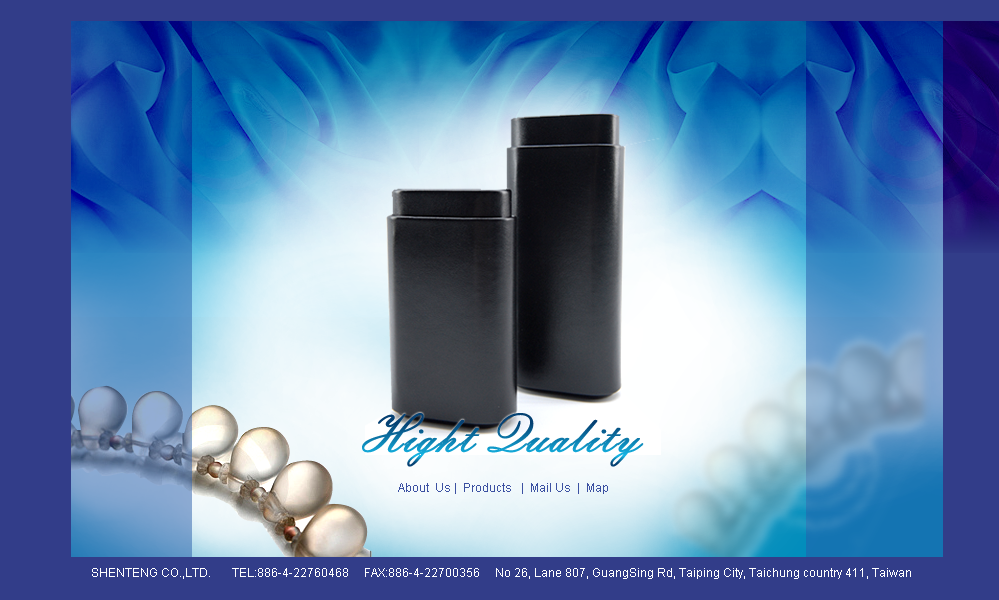 Hight Quality
About Us | Products | Mail Us | Map
SHENTENG CO.,LTD. TEL:886-4-22760468 FAX:886-4-22700356 No 26, Lane 807, GuangSing Rd, Taiping City, Taichung country 411, Taiwan